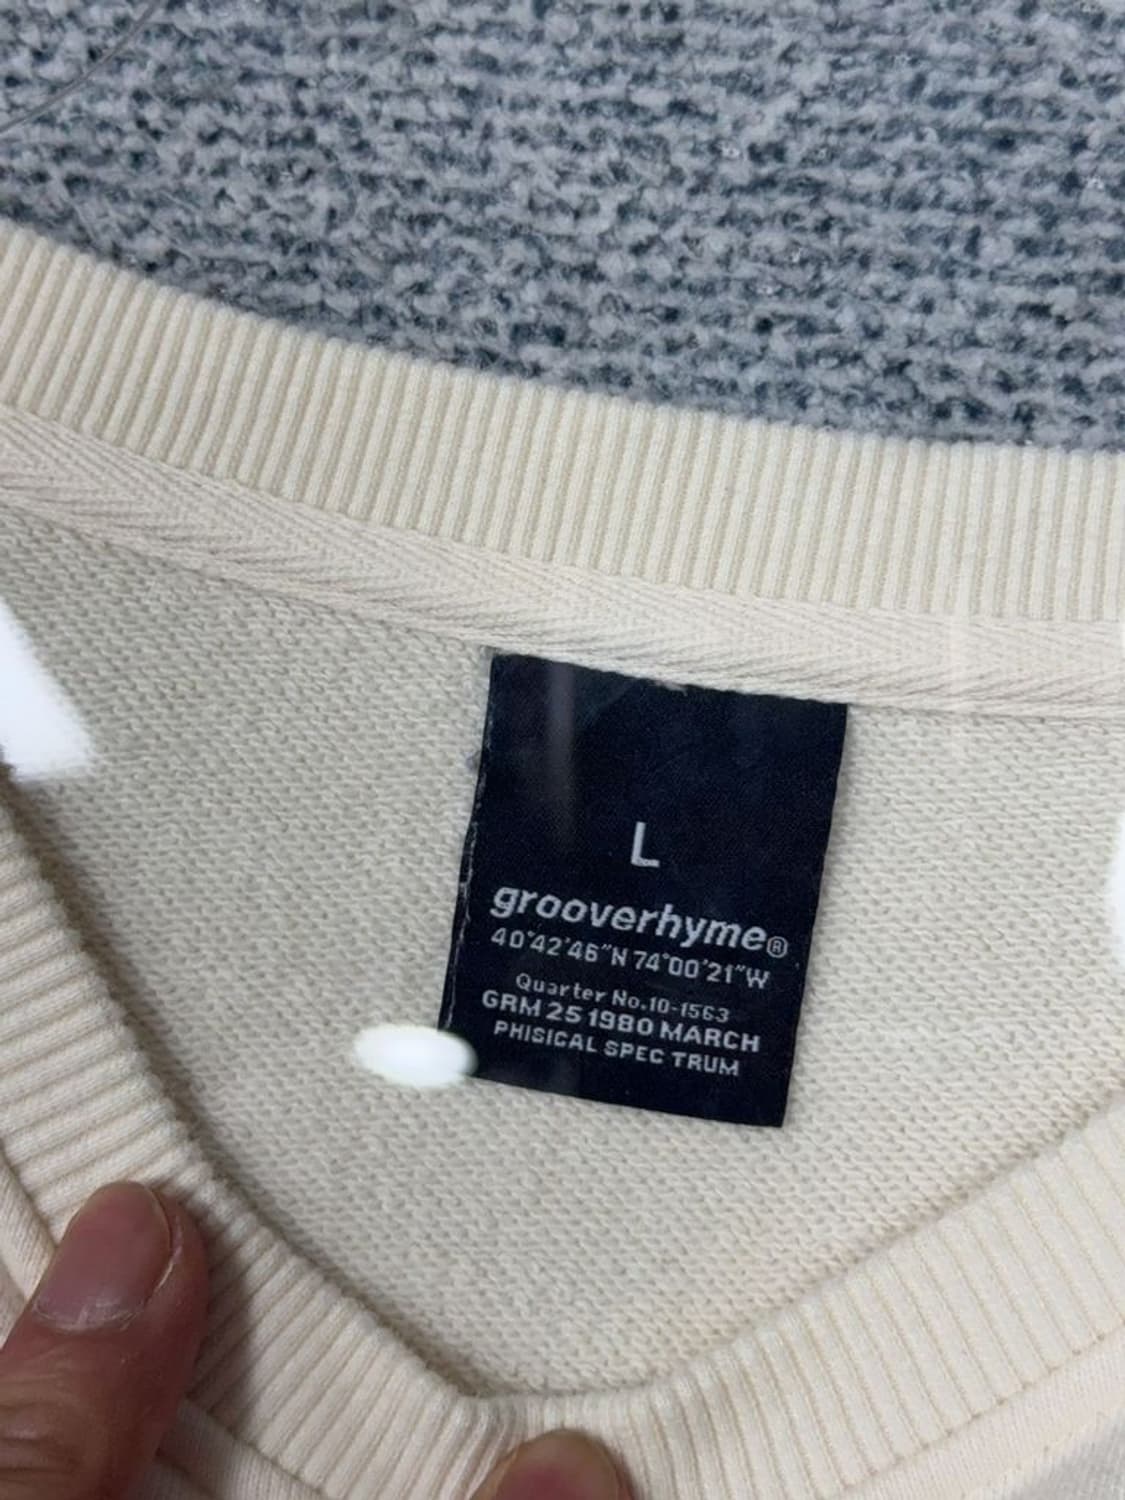 L
grooverhyme®
40°42'46"N 74°00'21"W
Quarter No.10-1563
GRM 25 1980 MARCH
PHISICAL SPEC TRUM